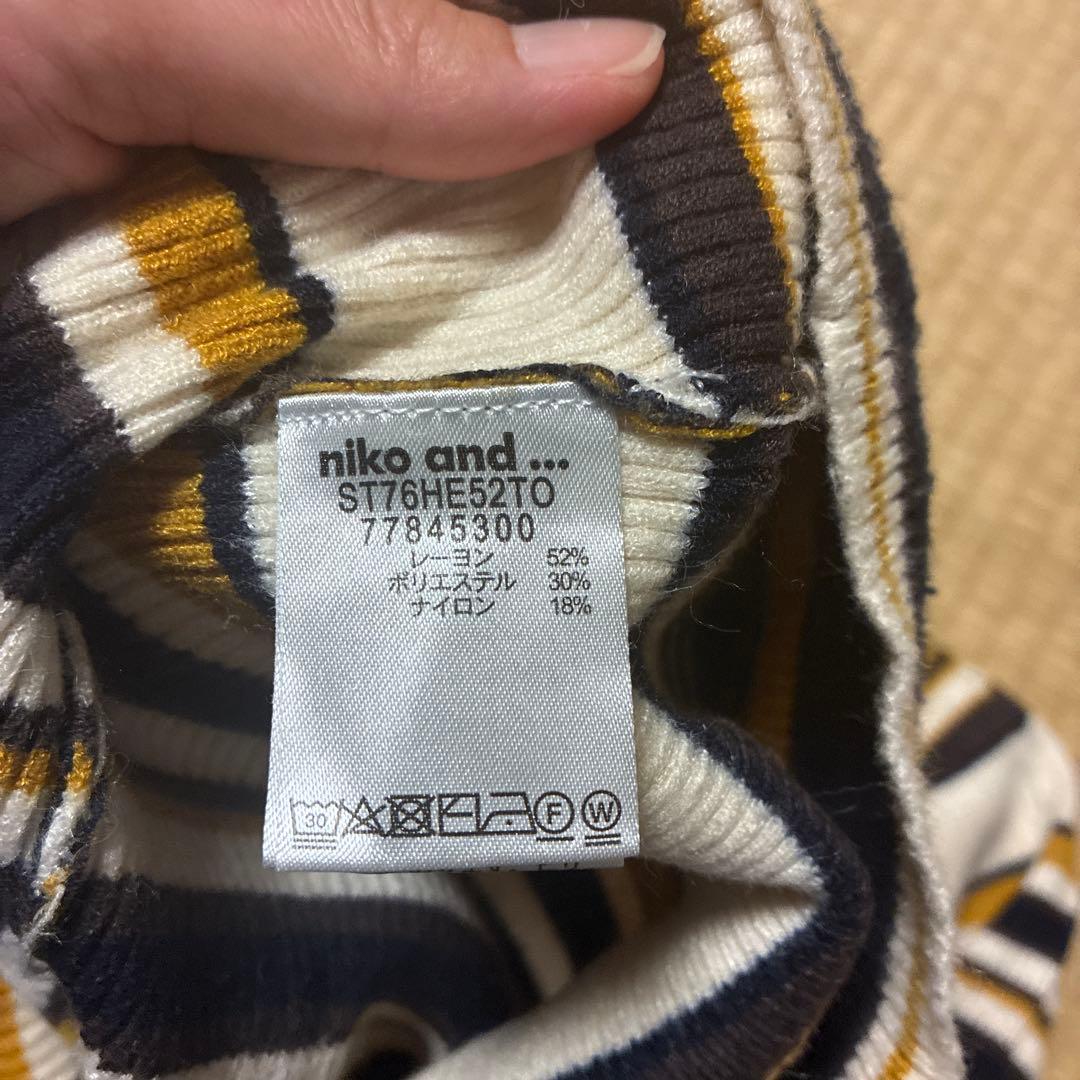 niko and ...
ST76HE52TO
77845300
レーヨン 52%
ポリエステル 30%
ナイロン 18%
30 F W